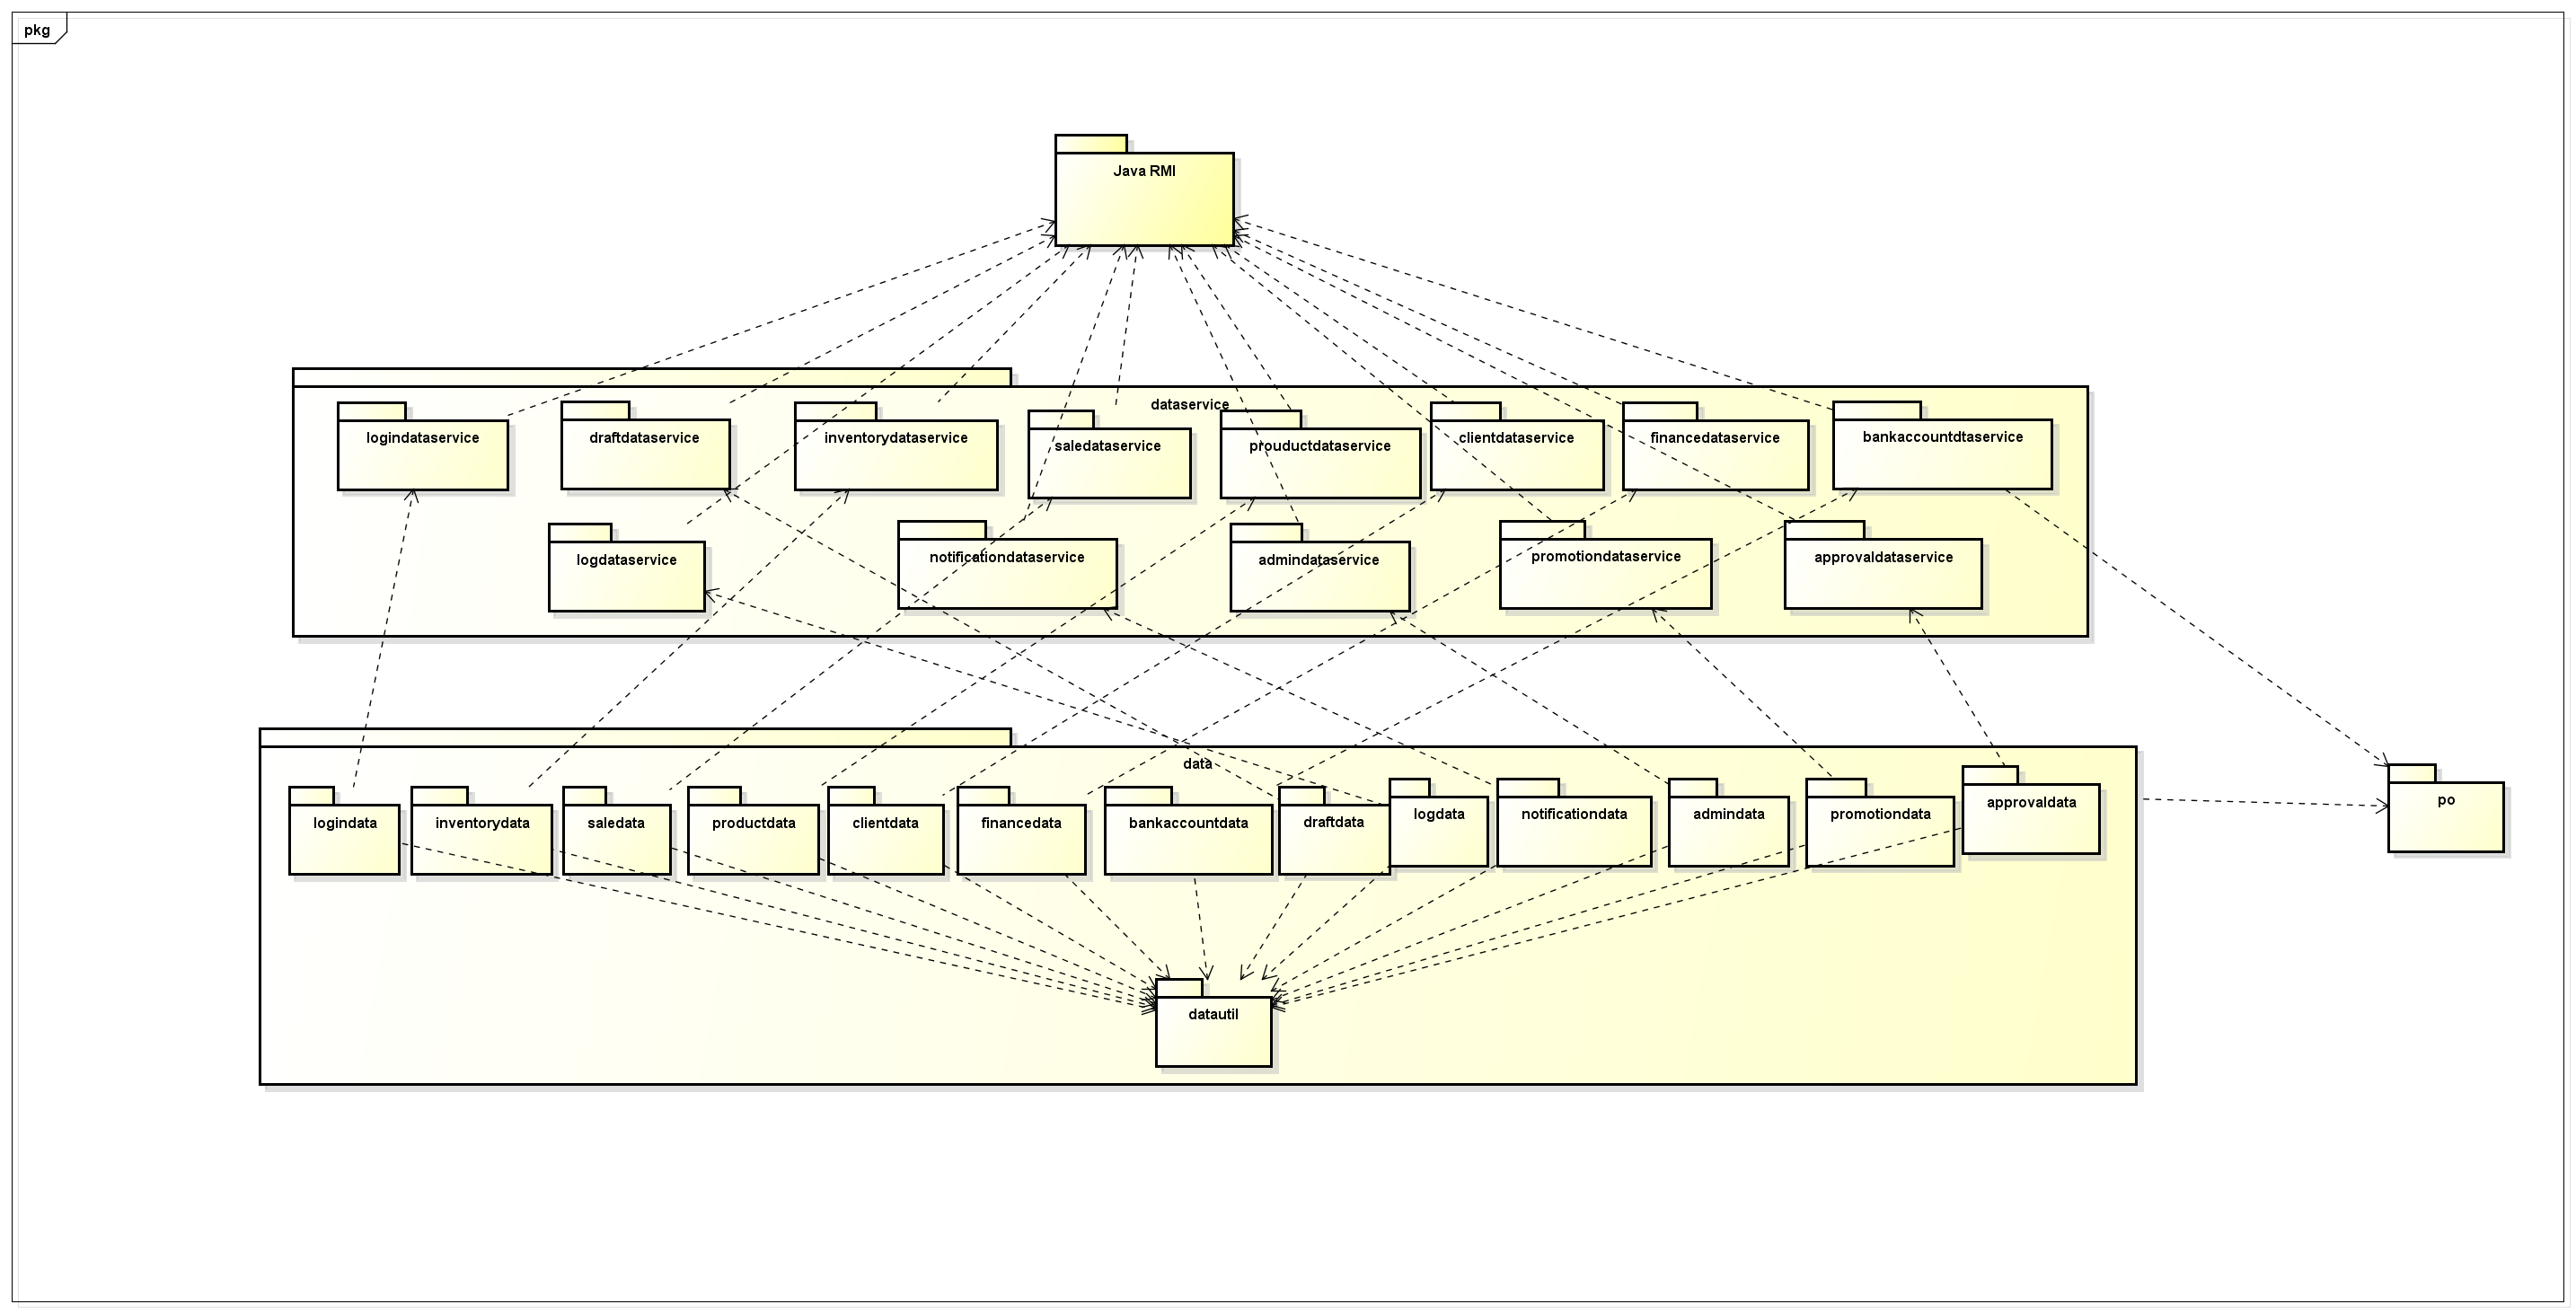 pkg
Java RMI
dataservice
logindataservice
draftdataservice
inventorydataservice
saledataservice
prouductdataservice
clientdataservice
financedataservice
bankaccountdtaservice
logdataservice
notificationdataservice
admindataservice
promotiondataservice
approvaldataservice
data
logindata
inventorydata
saledata
productdata
clientdata
financedata
bankaccountdata
draftdata
logdata
notificationdata
admindata
promotiondata
approvaldata
po
datautil